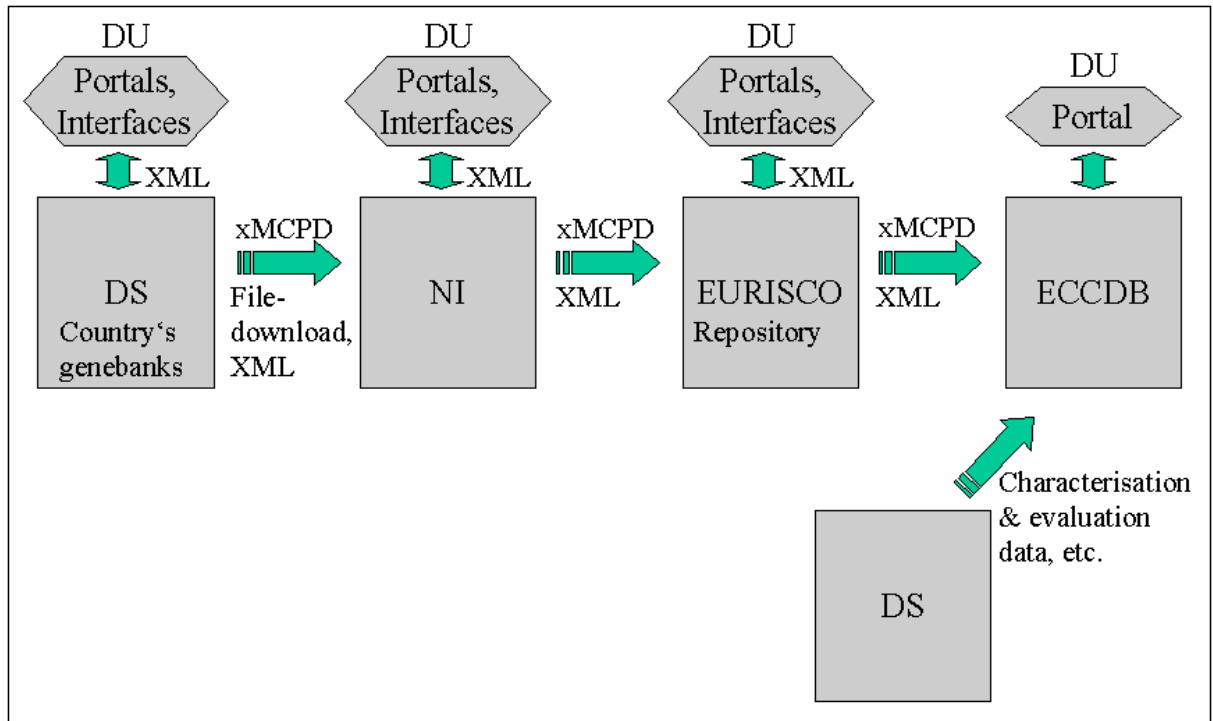 DU
Portals,
Interfaces
XML
DU
Portals,
Interfaces
XML
DU
Portals,
Interfaces
XML
DU
Portal
DS
Country‘s
genebanks
xMCPD
File-
download,
XML
NI
xMCPD
XML
EURISCO
Repository
xMCPD
XML
ECCDB
Characterisation
& evaluation
data, etc.
DS